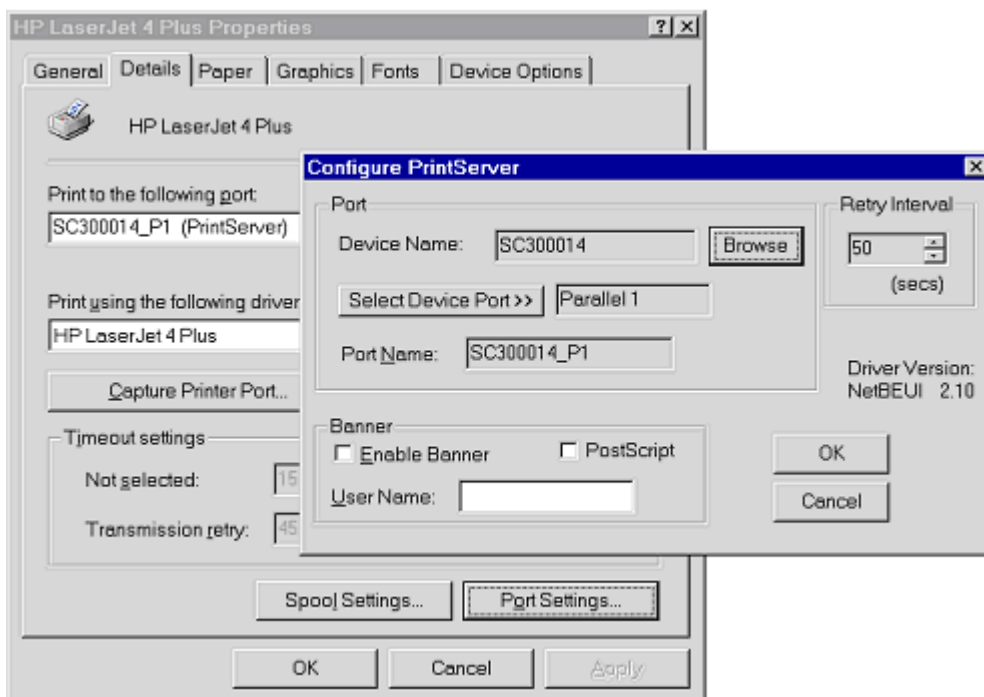 HP LaserJet 4 Plus Properties
General Details Paper Graphics Fonts Device Options
HP LaserJet 4 Plus
Print to the following port:
SC300014_P1 (PrintServer)
Print using the following driver
HP LaserJet 4 Plus
Capture Printer Port...
Timeout settings
Not selected: 15
Transmission retry: 45
Spool Settings... Port Settings...
OK Cancel Apply
Configure PrintServer
Port
Device Name: SC300014 Browse
Select Device Port >> Parallel 1
Port Name: SC300014_P1
Retry Interval
50
(secs)
Driver Version:
NetBEUI 2.10
Banner
Enable Banner PostScript
User Name:
OK
Cancel